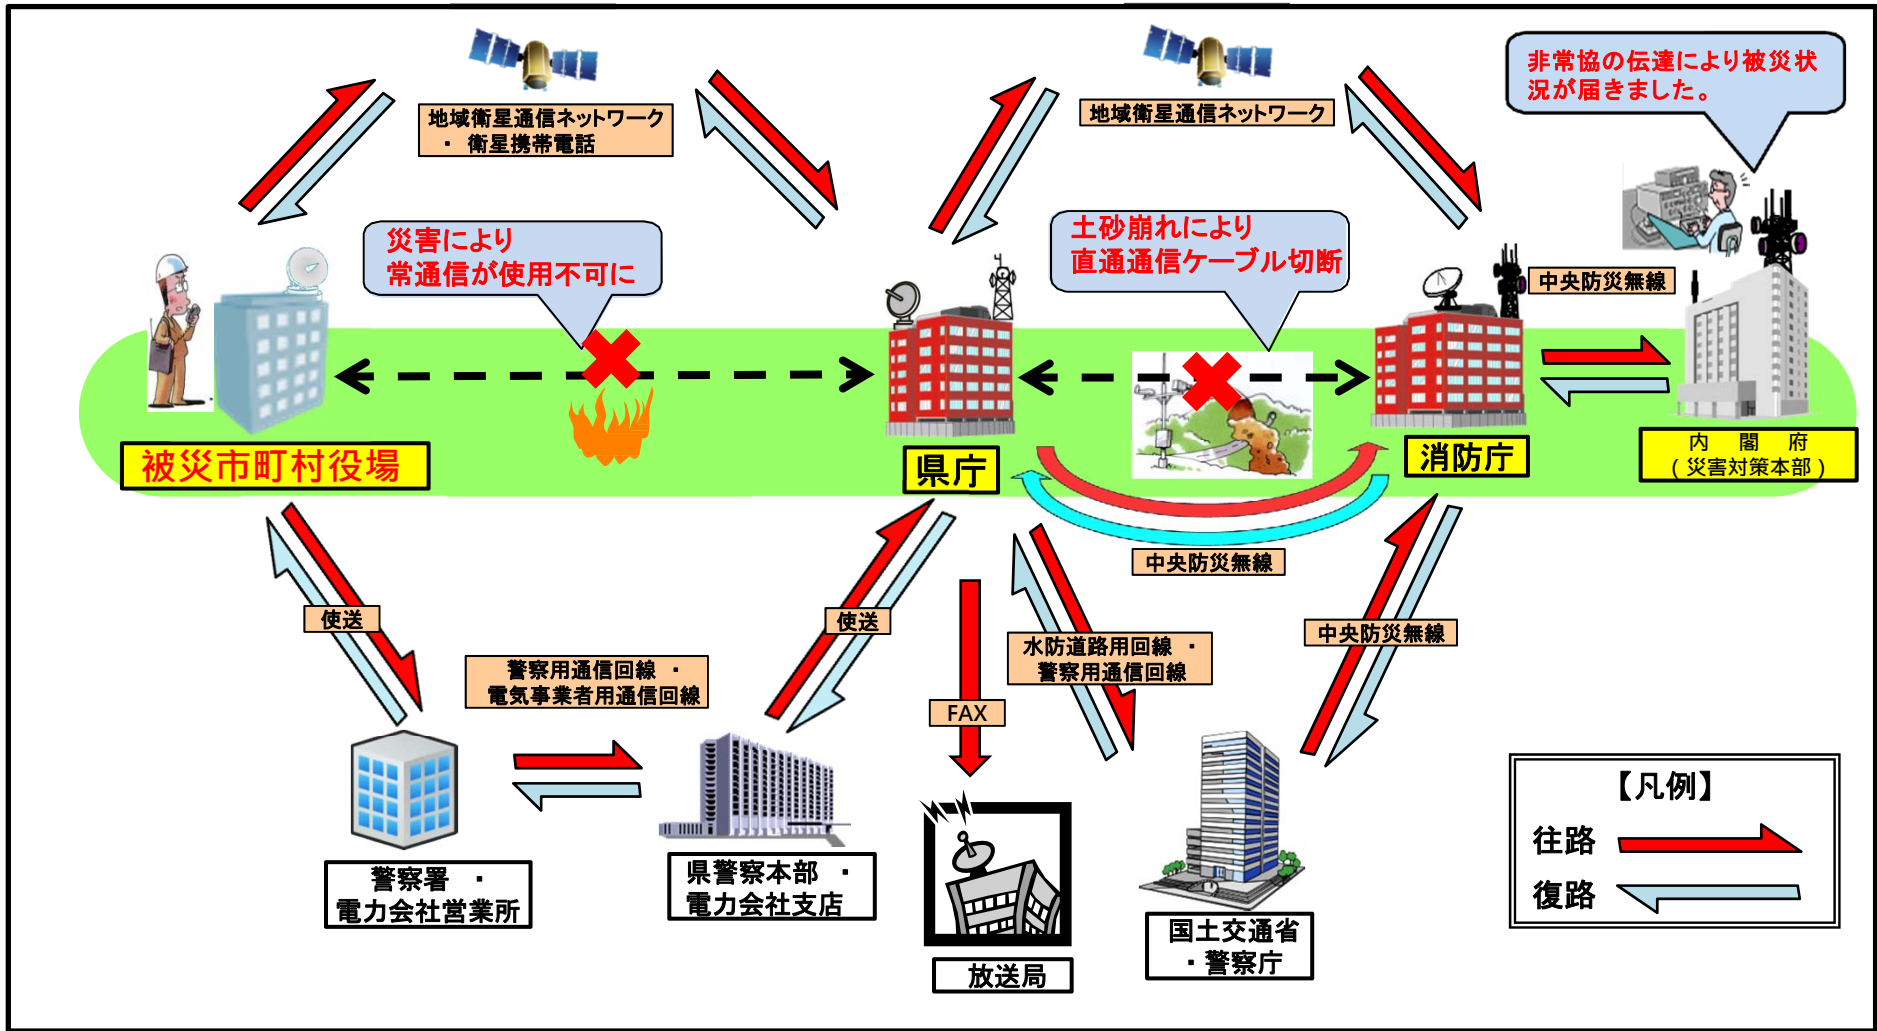 非常協の伝達により被災状
況が届きました。
地域衛星通信ネットワーク
・ 衛星携帯電話
地域衛星通信ネットワーク
災害により
常通信が使用不可に
土砂崩れにより
直通通信ケーブル切断
中央防災無線
被災市町村役場
県庁
消防庁
内 閣 府
(災害対策本部)
中央防災無線
使送
使送
水防道路用回線 ・
警察用通信回線
中央防災無線
警察用通信回線 ・
電気事業者用通信回線
FAX
警察署 ・
電力会社営業所
県警察本部 ・
電力会社支店
放送局
国土交通省
・警察庁
【凡例】
往路
復路